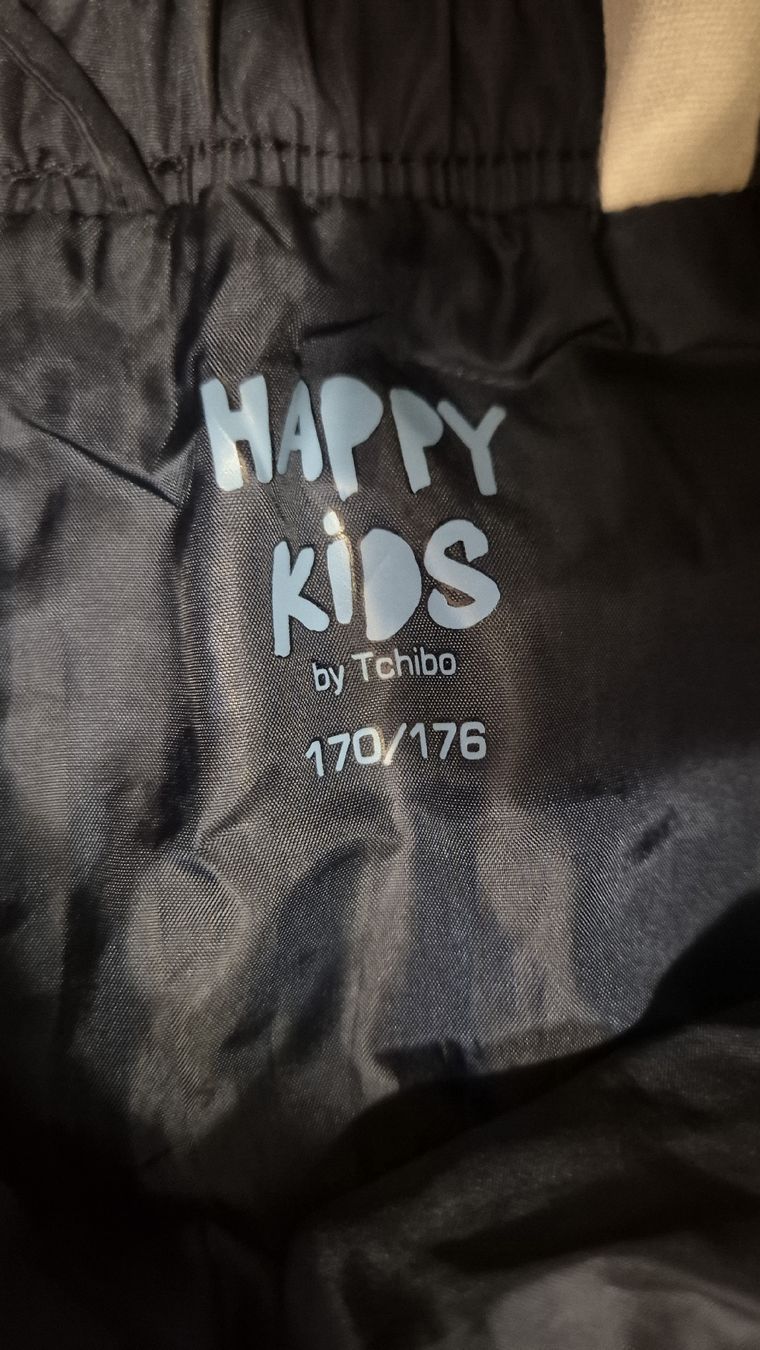 HAPPY
KiDS
by Tchibo
170/176